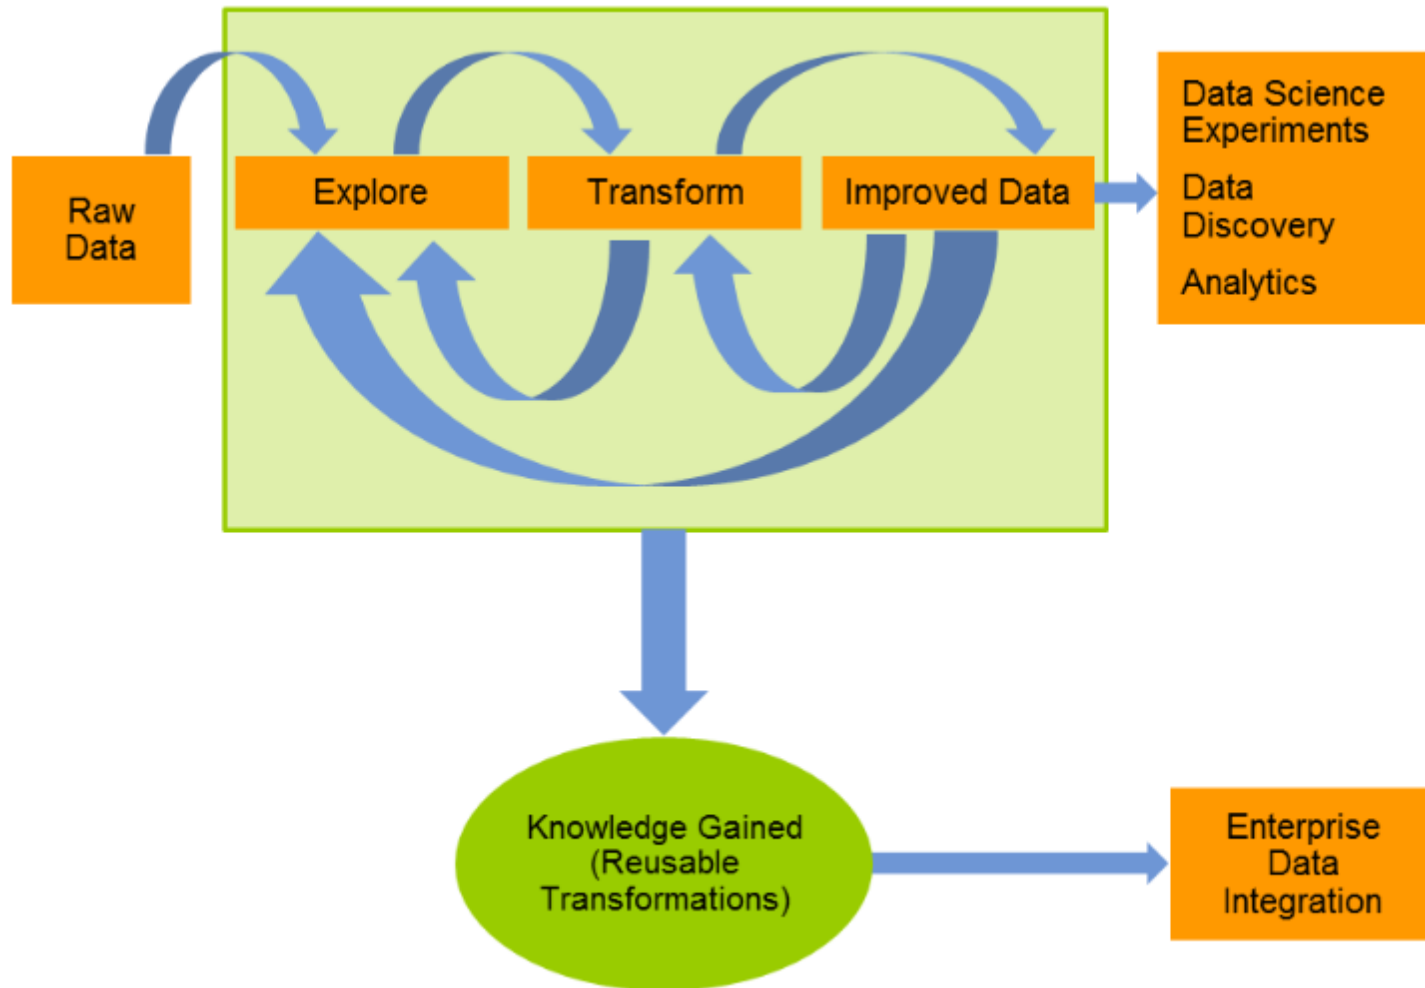 Raw
Data
Explore
Transform
Improved Data
Data Science
Experiments
Data
Discovery
Analytics
Knowledge Gained
(Reusable
Transformations)
Enterprise
Data
Integration